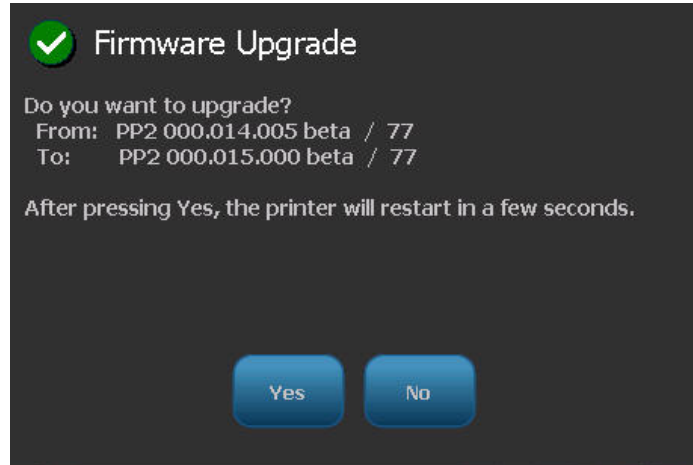 Firmware Upgrade
Do you want to upgrade?
From: PP2 000.014.005 beta / 77
To: PP2 000.015.000 beta / 77
After pressing Yes, the printer will restart in a few seconds.
Yes No